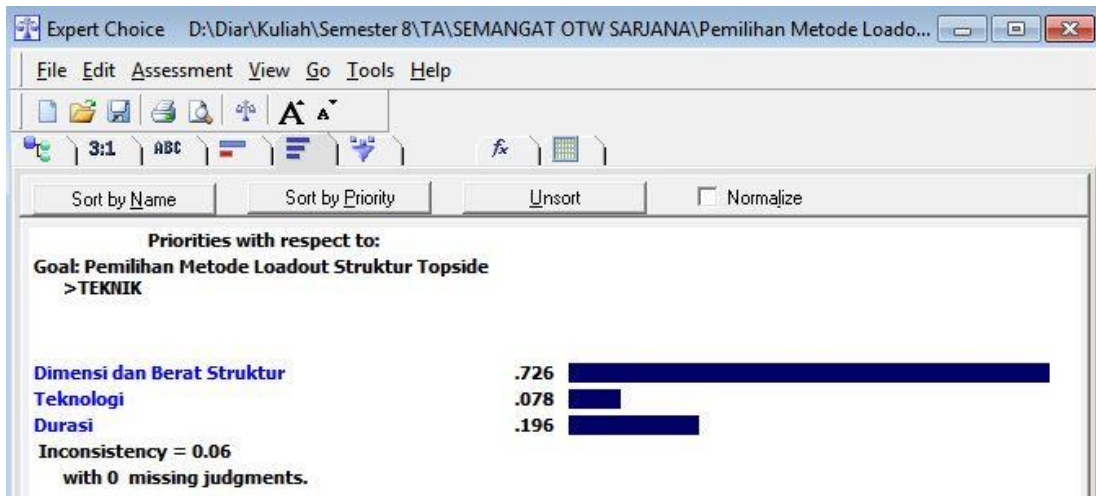 Expert Choice D:\Diar\Kuliah\Semester 8\TA\SEMANGAT OTW SARJANA\Pemilihan Metode Loado...
File Edit Assessment View Go Tools Help
A A
3:1 ABC fx
Sort by Name Sort by Priority Unsort Normalize
Priorities with respect to:
Goal: Pemilihan Metode Loadout Struktur Topside
>TEKNIK
Dimensi dan Berat Struktur .726
Teknologi .078
Durasi .196
Inconsistency = 0.06
with 0 missing judgments.